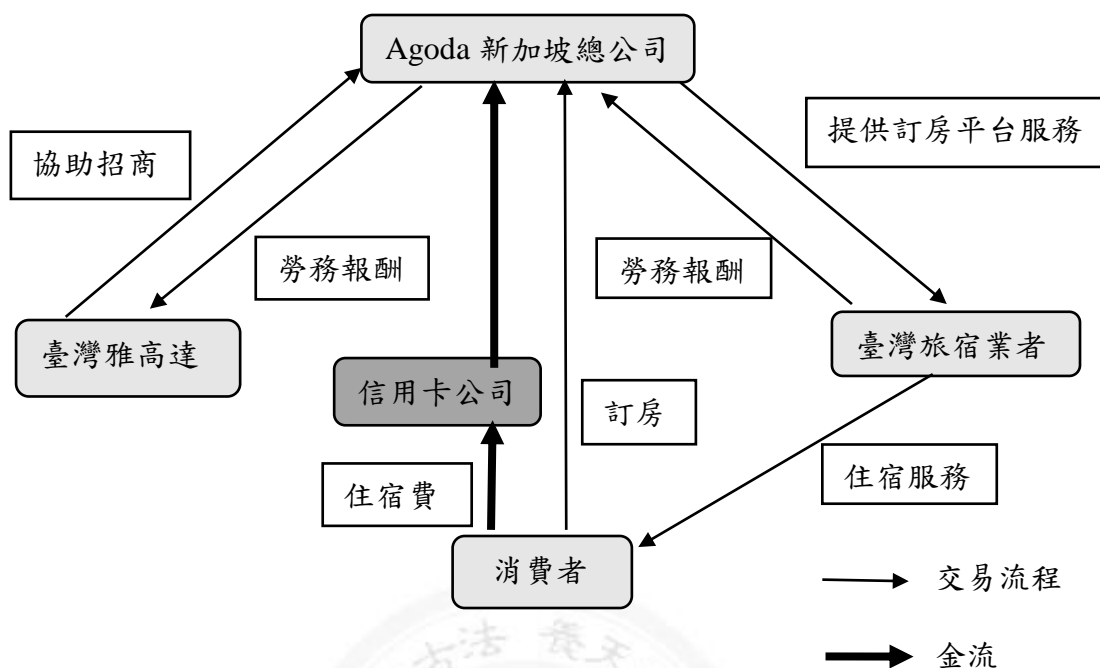 Agoda 新加坡總公司
協助招商
提供訂房平台服務
勞務報酬
勞務報酬
臺灣雅高達
臺灣旅宿業者
信用卡公司
訂房
住宿費
住宿服務
消費者
交易流程
金流